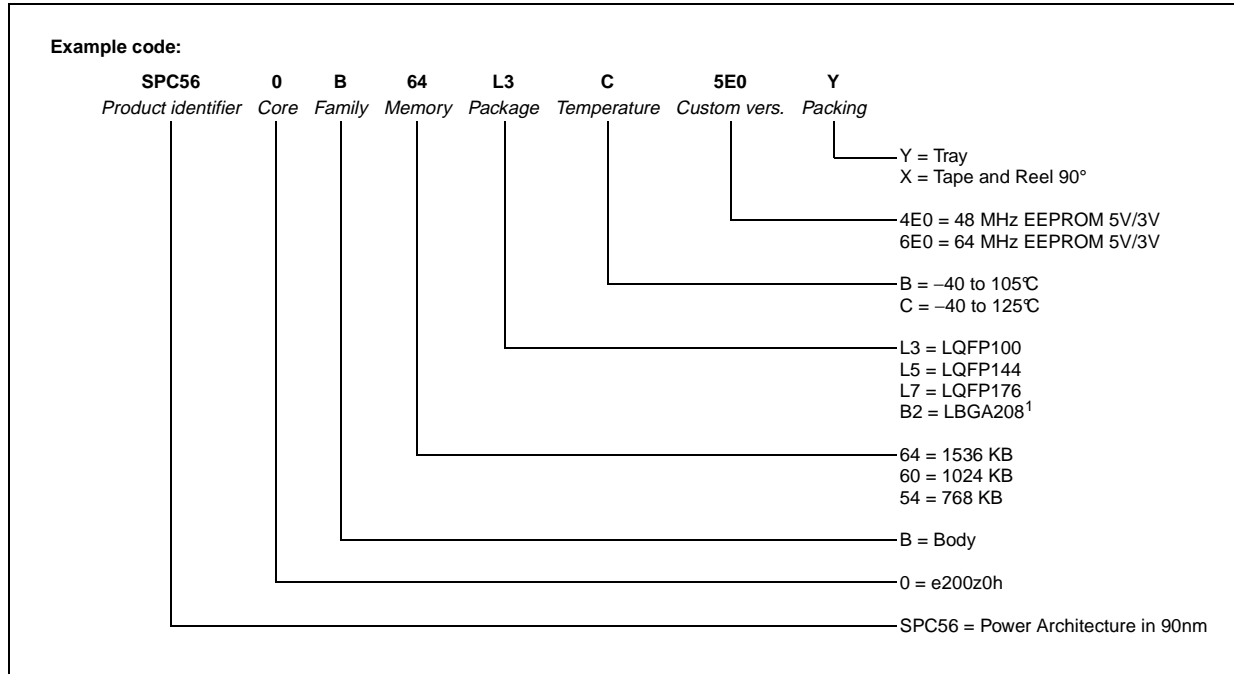 Example code:
SPC56 0 B 64 L3 C 5E0 Y
Product identifier Core Family Memory Package Temperature Custom vers. Packing
Y = Tray
X = Tape and Reel 90°
4E0 = 48 MHz EEPROM 5V/3V
6E0 = 64 MHz EEPROM 5V/3V
B = −40 to 105°C
C = −40 to 125°C
L3 = LQFP100
L5 = LQFP144
L7 = LQFP176
B2 = LBGA208¹
64 = 1536 KB
60 = 1024 KB
54 = 768 KB
B = Body
0 = e200z0h
SPC56 = Power Architecture in 90nm